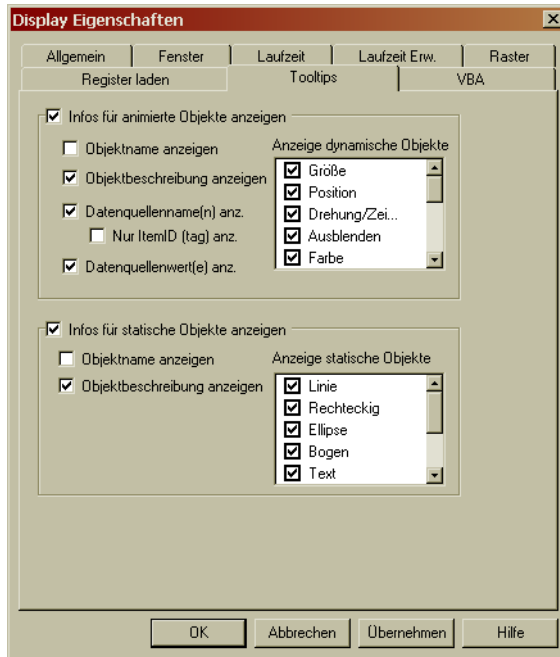 Display Eigenschaften
Allgemein Fenster Laufzeit Laufzeit Erw. Raster
Register laden Tooltips VBA
Infos für animierte Objekte anzeigen
Objektname anzeigen
Objektbeschreibung anzeigen
Datenquellenname(n) anz.
Nur ItemID (tag) anz.
Datenquellenwert(e) anz.
Anzeige dynamische Objekte
Größe
Position
Drehung/Zei...
Ausblenden
Farbe
Infos für statische Objekte anzeigen
Objektname anzeigen
Objektbeschreibung anzeigen
Anzeige statische Objekte
Linie
Rechteckig
Ellipse
Bogen
Text
OK Abbrechen Übernehmen Hilfe